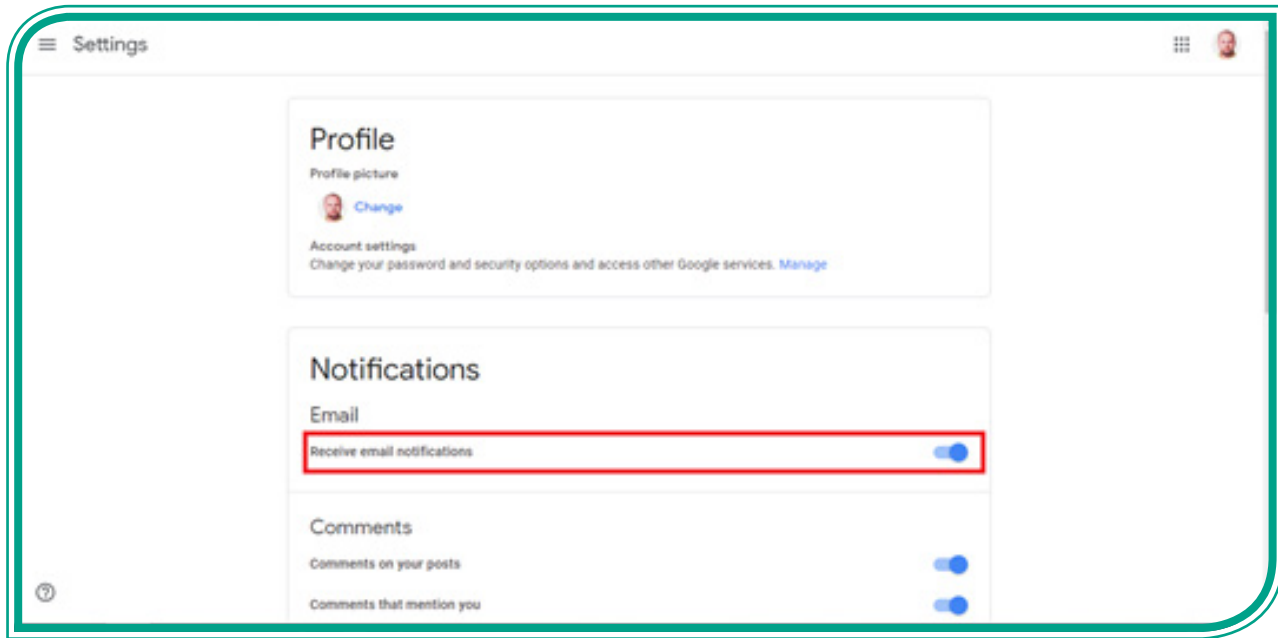 Settings
Profile
Profile picture
Change
Account settings
Change your password and security options and access other Google services. Manage
Notifications
Email
Receive email notifications
Comments
Comments on your posts
Comments that mention you